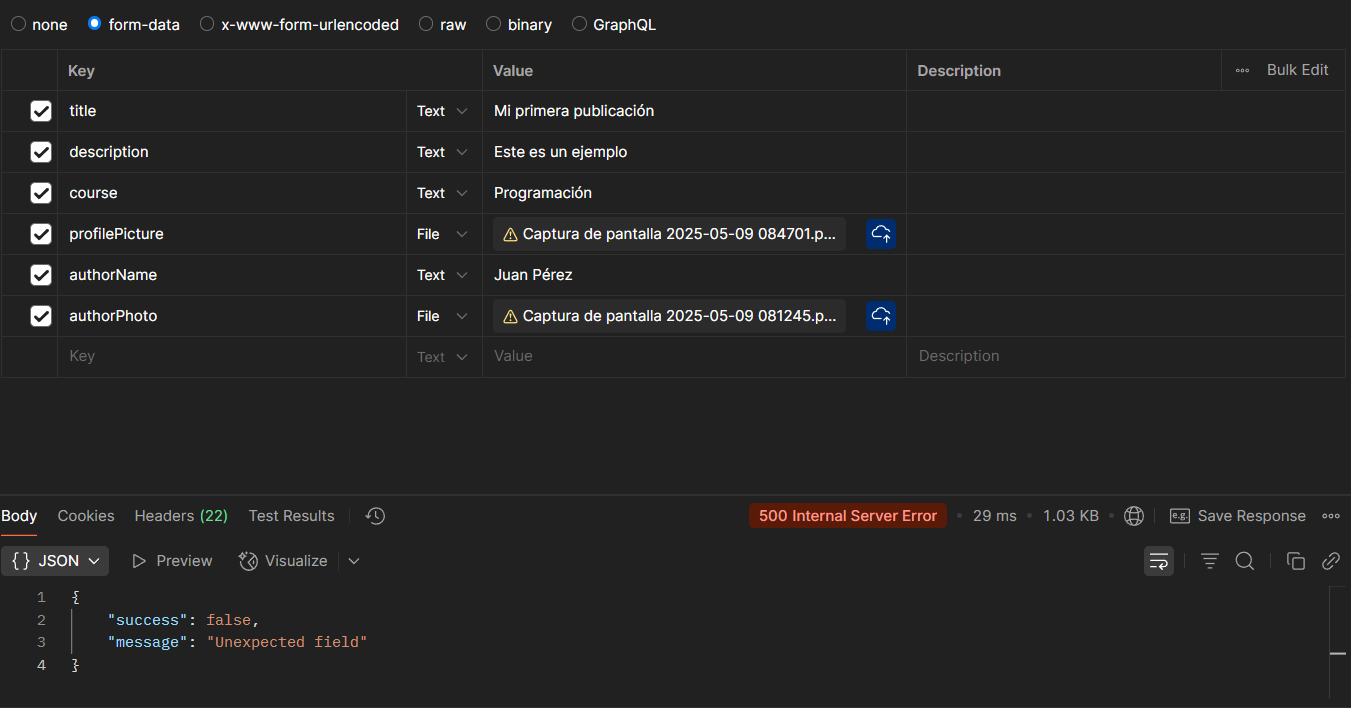 none form-data x-www-form-urlencoded raw binary GraphQL
Key Value Description Bulk Edit
title Text Mi primera publicación
description Text Este es un ejemplo
course Text Programación
profilePicture File Captura de pantalla 2025-05-09 084701.p...
authorName Text Juan Pérez
authorPhoto File Captura de pantalla 2025-05-09 081245.p...
Key Text Value Description
Body Cookies Headers (22) Test Results 500 Internal Server Error 29 ms 1.03 KB e.g. Save Response
{} JSON Preview Visualize
1 {
2 "success": false,
3 "message": "Unexpected field"
4 }